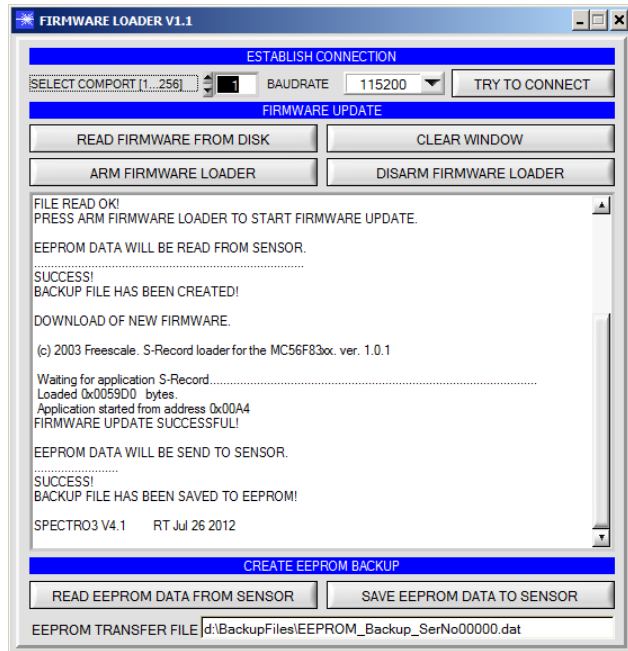 FIRMWARE LOADER V1.1
ESTABLISH CONNECTION
SELECT COMPORT [1...256] 1 BAUDRATE 115200 TRY TO CONNECT
FIRMWARE UPDATE
READ FIRMWARE FROM DISK CLEAR WINDOW
ARM FIRMWARE LOADER DISARM FIRMWARE LOADER
FILE READ OK!
PRESS ARM FIRMWARE LOADER TO START FIRMWARE UPDATE.
EEPROM DATA WILL BE READ FROM SENSOR.
................................................................................
SUCCESS!
BACKUP FILE HAS BEEN CREATED!
DOWNLOAD OF NEW FIRMWARE.
(c) 2003 Freescale. S-Record loader for the MC56F83xx. ver. 1.0.1
Waiting for application S-Record................................................................................................
Loaded 0x0059D0 bytes.
Application started from address 0x00A4
FIRMWARE UPDATE SUCCESSFUL!
EEPROM DATA WILL BE SEND TO SENSOR.
.........................
SUCCESS!
BACKUP FILE HAS BEEN SAVED TO EEPROM!
SPECTRO3 V4.1 RT Jul 26 2012
CREATE EEPROM BACKUP
READ EEPROM DATA FROM SENSOR SAVE EEPROM DATA TO SENSOR
EEPROM TRANSFER FILE d:\BackupFiles\EEPROM_Backup_SerNo00000.dat